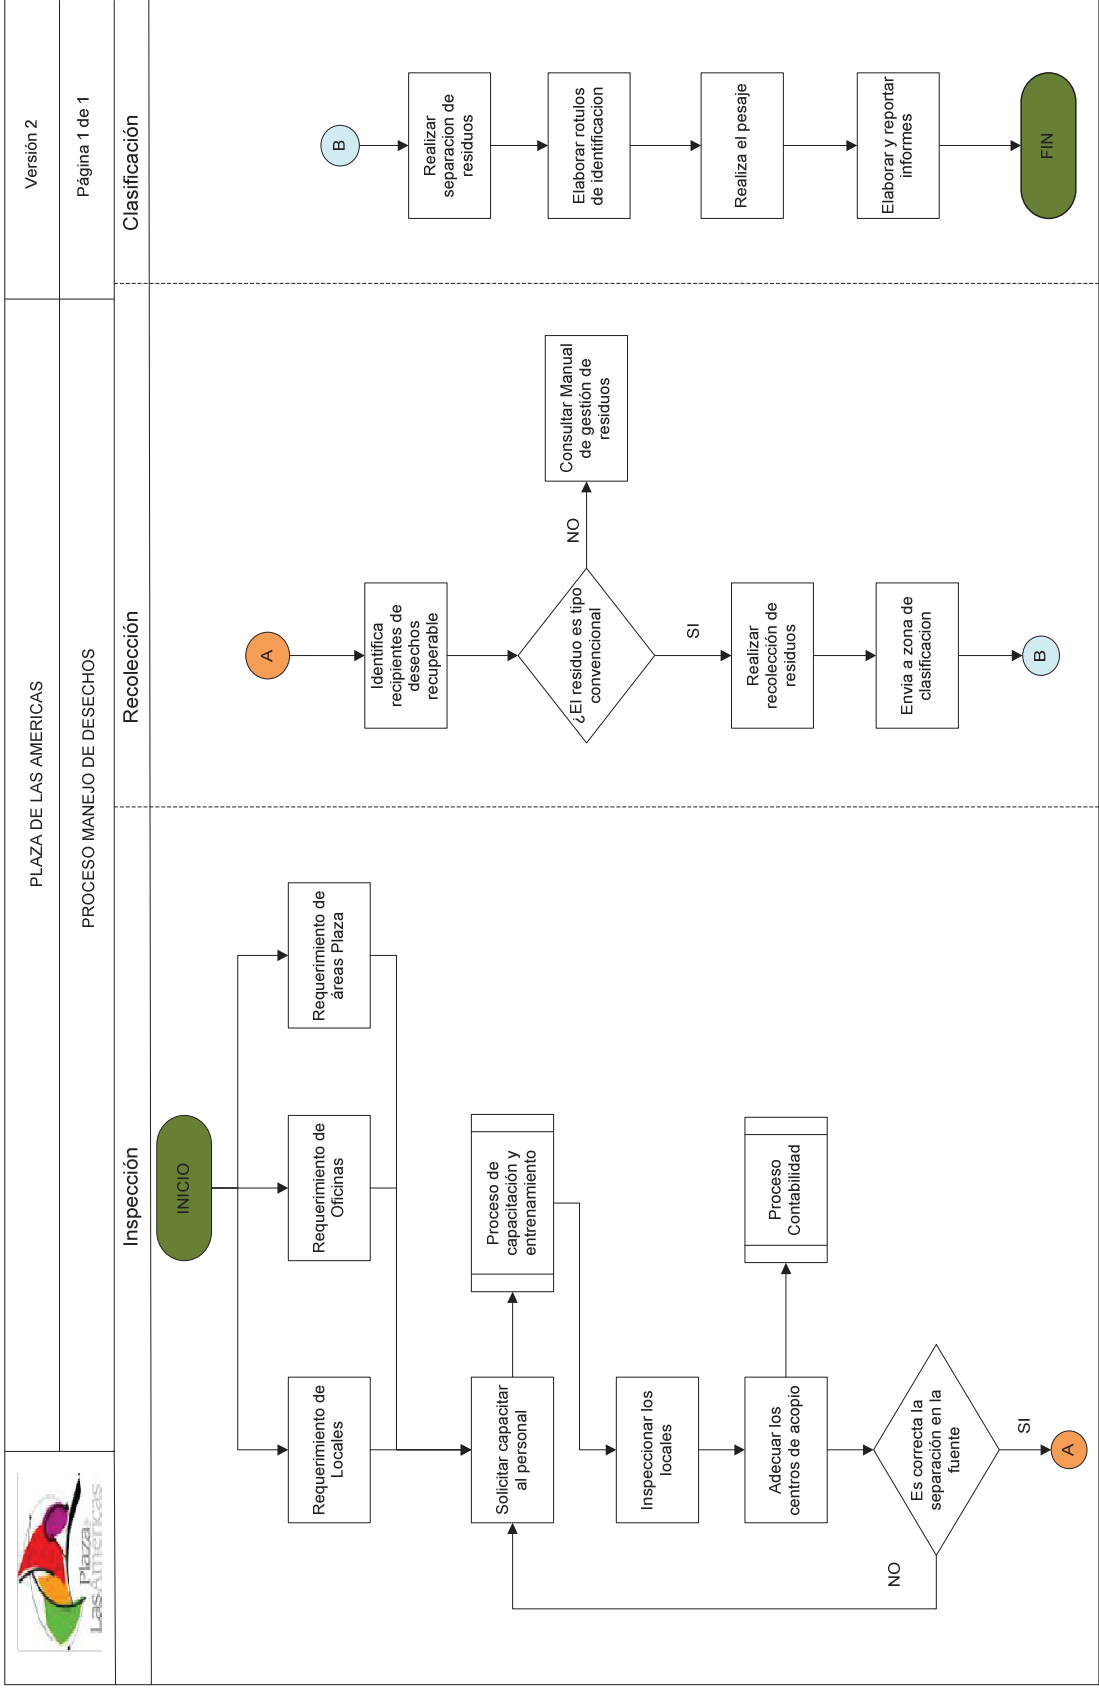 Plaza
LasAméricas
PLAZA DE LAS AMERICAS
Versión 2
PROCESO MANEJO DE DESECHOS
Página 1 de 1
Inspección
Recolección
Clasificación
INICIO
Requerimiento de
Locales
Requerimiento de
Oficinas
Requerimiento de
áreas Plaza
Solicitar capacitar
al personal
Proceso de
capacitación y
entrenamiento
Inspeccionar los
locales
Adecuar los
centros de acopio
Proceso
Contabilidad
Es correcta la
separación en la
fuente
NO
SI
A
A
Identifica
recipientes de
desechos
recuperable
¿El residuo es tipo
convencional
NO
Consultar Manual
de gestión de
residuos
SI
Realizar
recolección de
residuos
Envia a zona de
clasificacion
B
B
Realizar
separacion de
residuos
Elaborar rotulos
de identificacion
Realiza el pesaje
Elaborar y reportar
informes
FIN